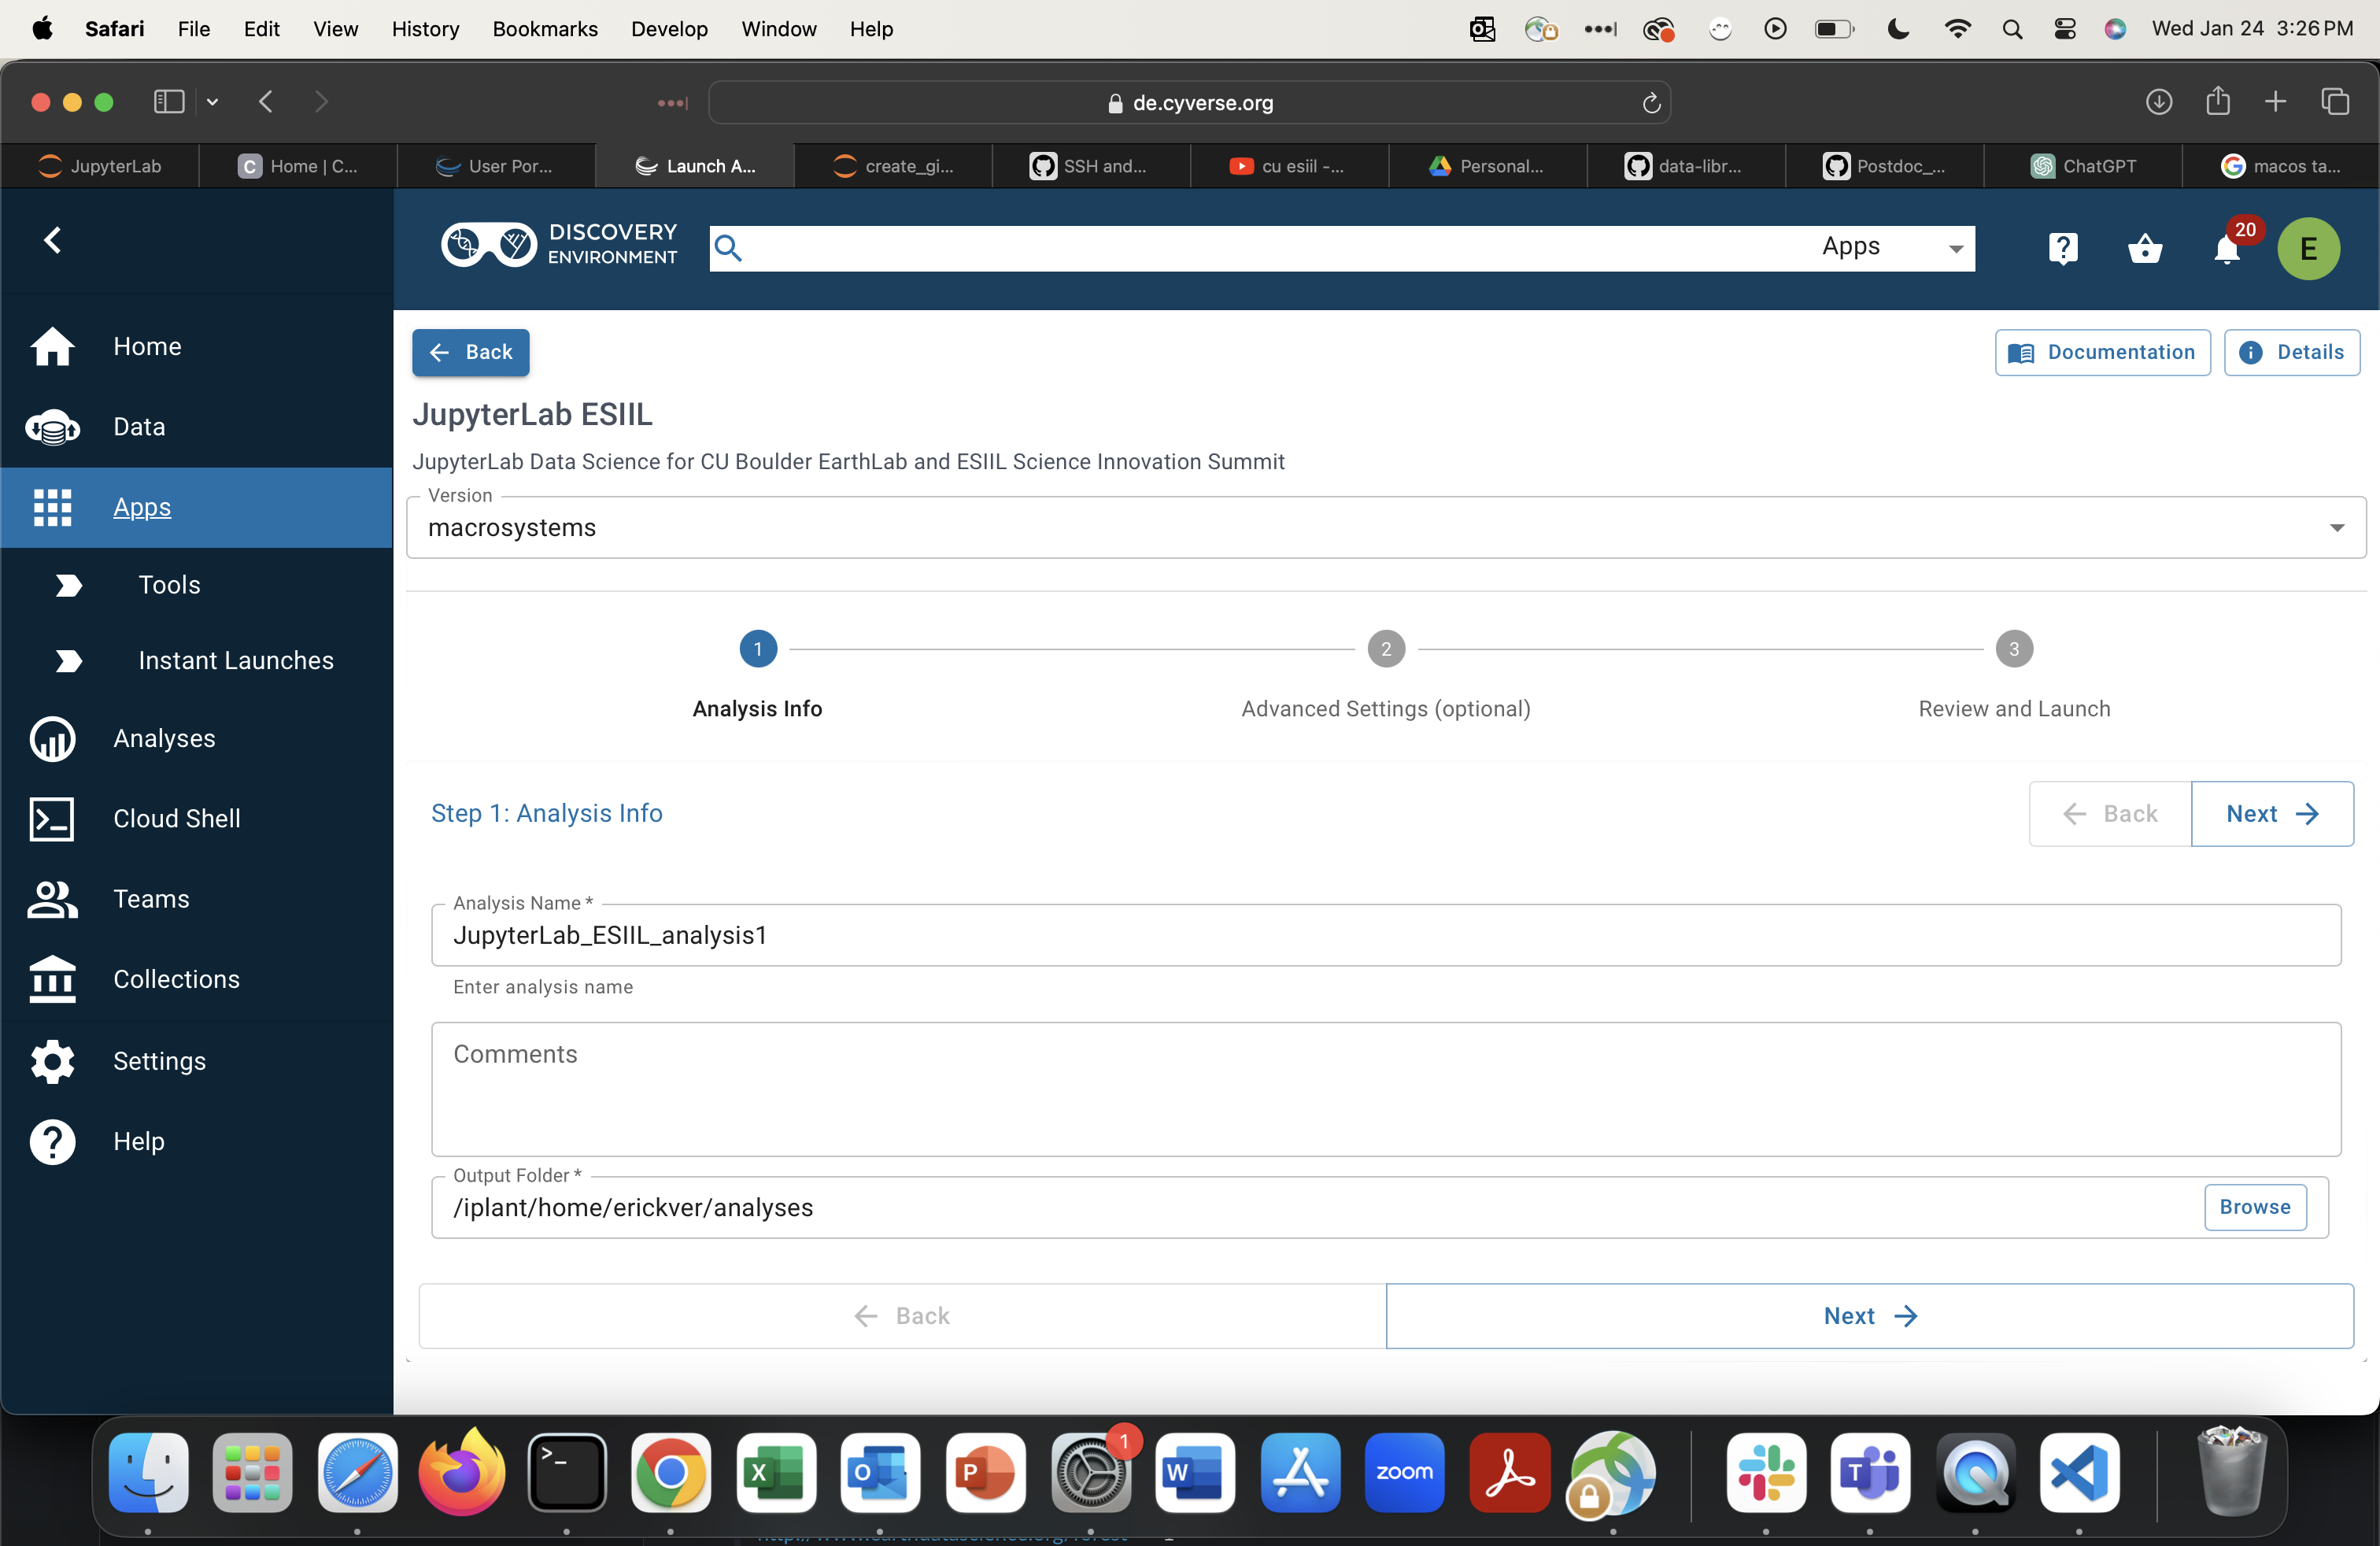 Safari File Edit View History Bookmarks Develop Window Help Wed Jan 24 3:26 PM
de.cyverse.org
JupyterLab
C Home | C...
User Por...
Launch A...
create_gi...
SSH and...
cu esiil -...
Personal...
data-libr...
Postdoc_...
ChatGPT
macos ta...
DISCOVERY
ENVIRONMENT
Apps
20
E
Home
Data
Apps
Tools
Instant Launches
Analyses
Cloud Shell
Teams
Collections
Settings
Help
Back
Documentation
Details
JupyterLab ESIIL
JupyterLab Data Science for CU Boulder EarthLab and ESIIL Science Innovation Summit
Version
macrosystems
1
2
3
Analysis Info
Advanced Settings (optional)
Review and Launch
Step 1: Analysis Info
Back
Next
Analysis Name *
JupyterLab_ESIIL_analysis1
Enter analysis name
Comments
Output Folder *
/iplant/home/erickver/analyses
Browse
Back
Next
1
zoom